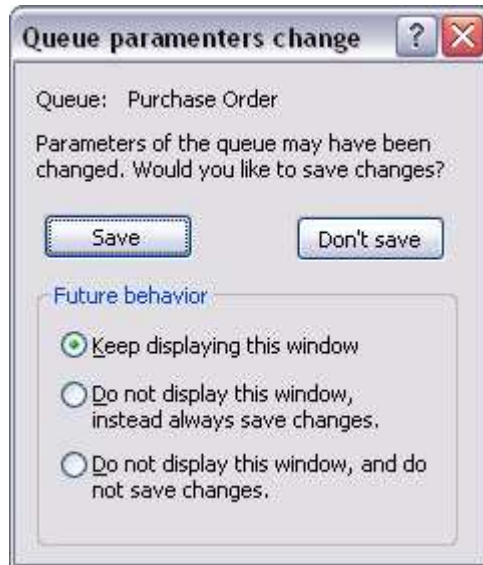 Queue paramenters change
Queue: Purchase Order
Parameters of the queue may have been
changed. Would you like to save changes?
Save
Don't save
Future behavior
Keep displaying this window
Do not display this window,
instead always save changes.
Do not display this window, and do
not save changes.